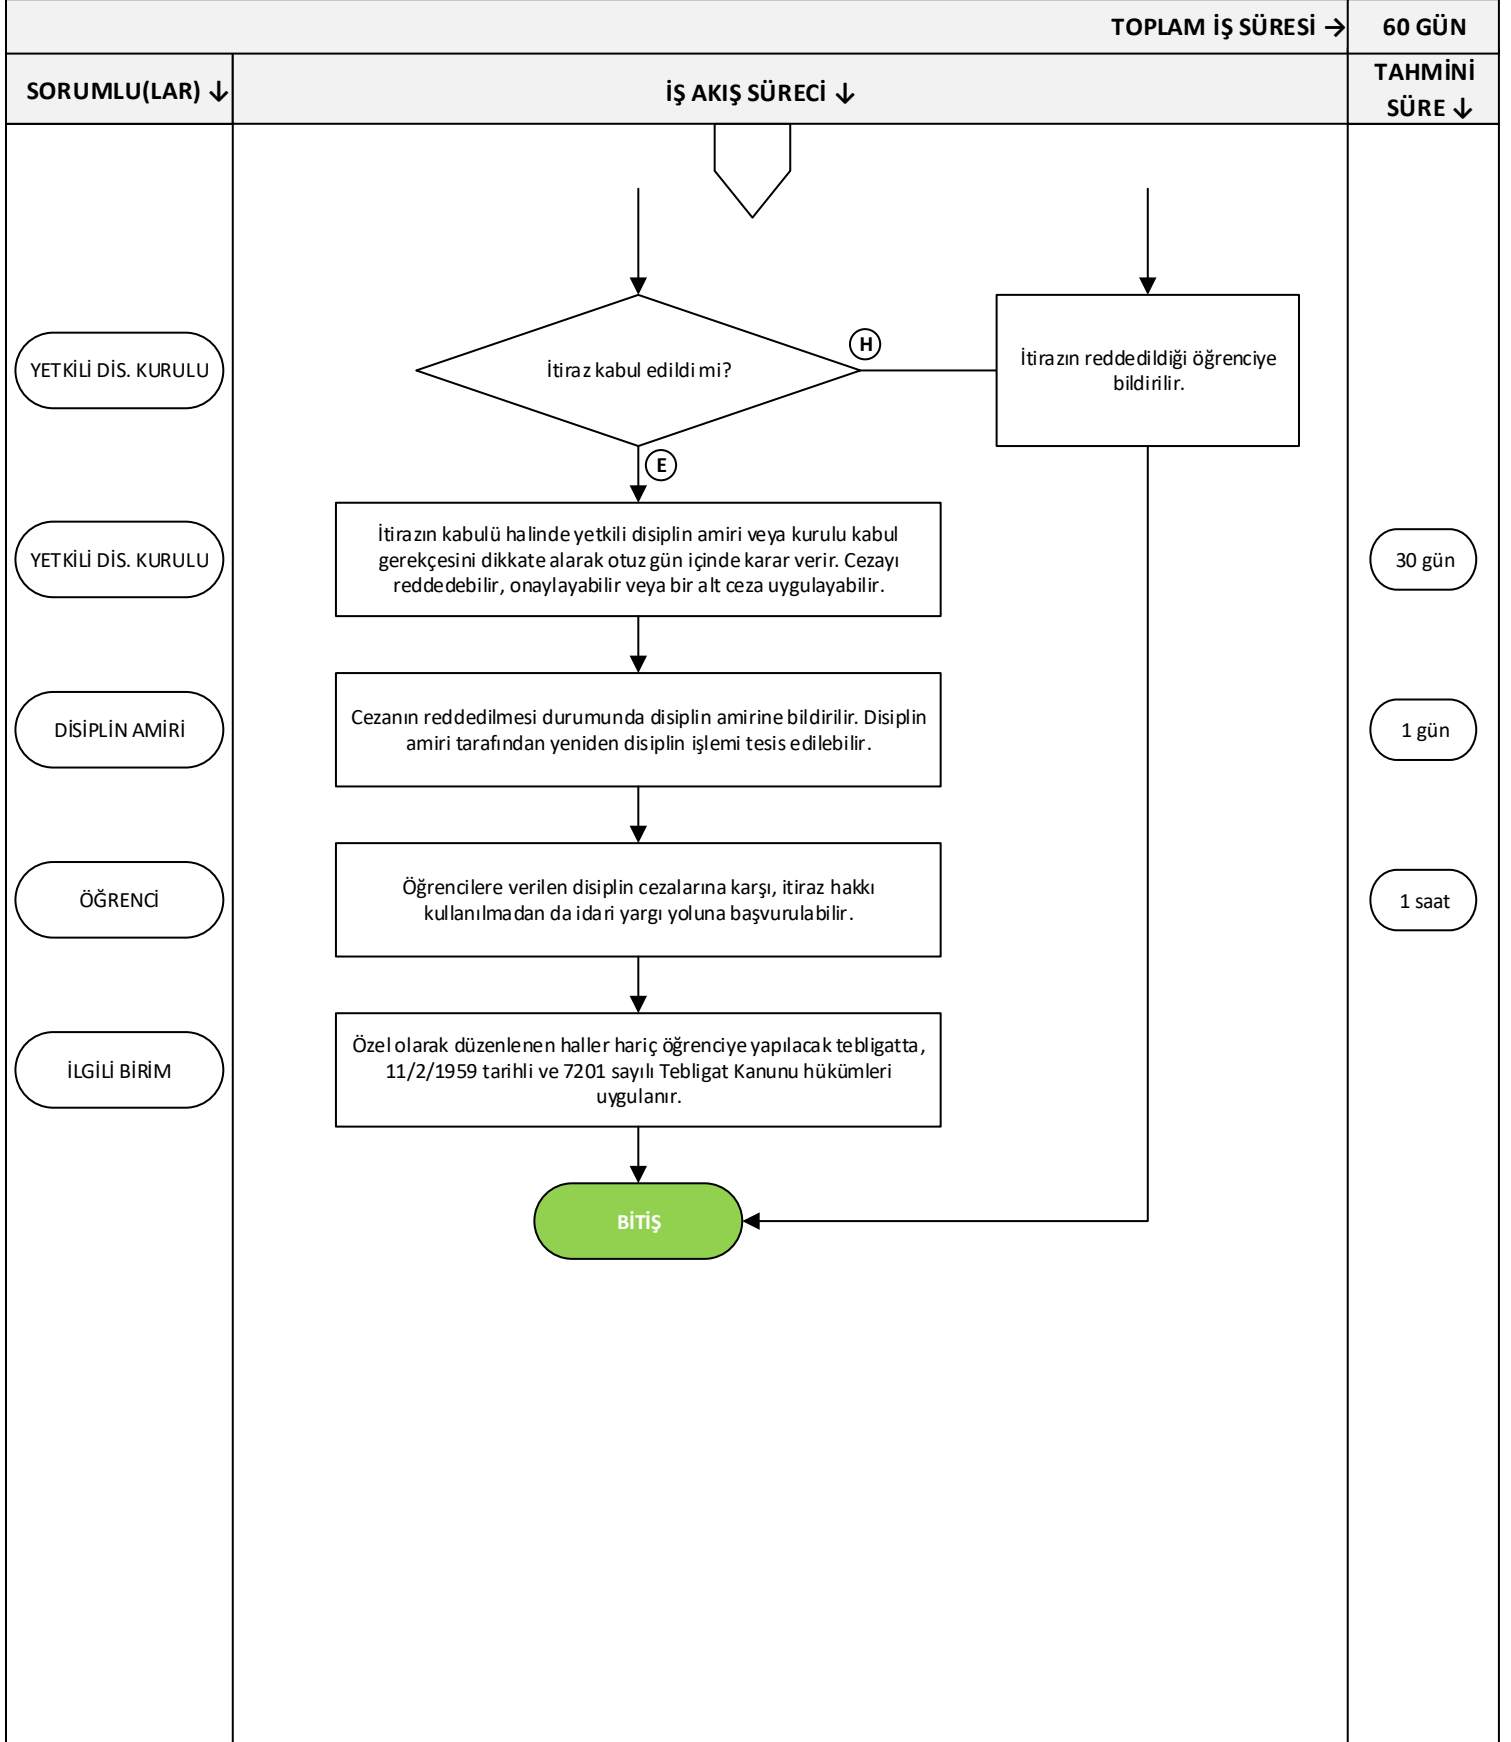 TOPLAM İŞ SÜRESİ →
60 GÜN
SORUMLU(LAR) ↓
İŞ AKIŞ SÜRECİ ↓
TAHMİNİ
SÜRE ↓
YETKİLİ DİS. KURULU
İtiraz kabul edildi mi?
H
İtirazın reddedildiği öğrenciye
bildirilir.
E
YETKİLİ DİS. KURULU
İtirazın kabulü halinde yetkili disiplin amiri veya kurulu kabul
gerekçesini dikkate alarak otuz gün içinde karar verir. Cezayı
reddedebilir, onaylayabilir veya bir alt ceza uygulayabilir.
30 gün
DİSİPLİN AMİRİ
Cezanın reddedilmesi durumunda disiplin amirine bildirilir. Disiplin
amiri tarafından yeniden disiplin işlemi tesis edilebilir.
1 gün
ÖĞRENCİ
Öğrencilere verilen disiplin cezalarına karşı, itiraz hakkı
kullanılmadan da idari yargı yoluna başvurulabilir.
1 saat
İLGİLİ BİRİM
Özel olarak düzenlenen haller hariç öğrenciye yapılacak tebligatta,
11/2/1959 tarihli ve 7201 sayılı Tebligat Kanunu hükümleri
uygulanır.
BİTİŞ